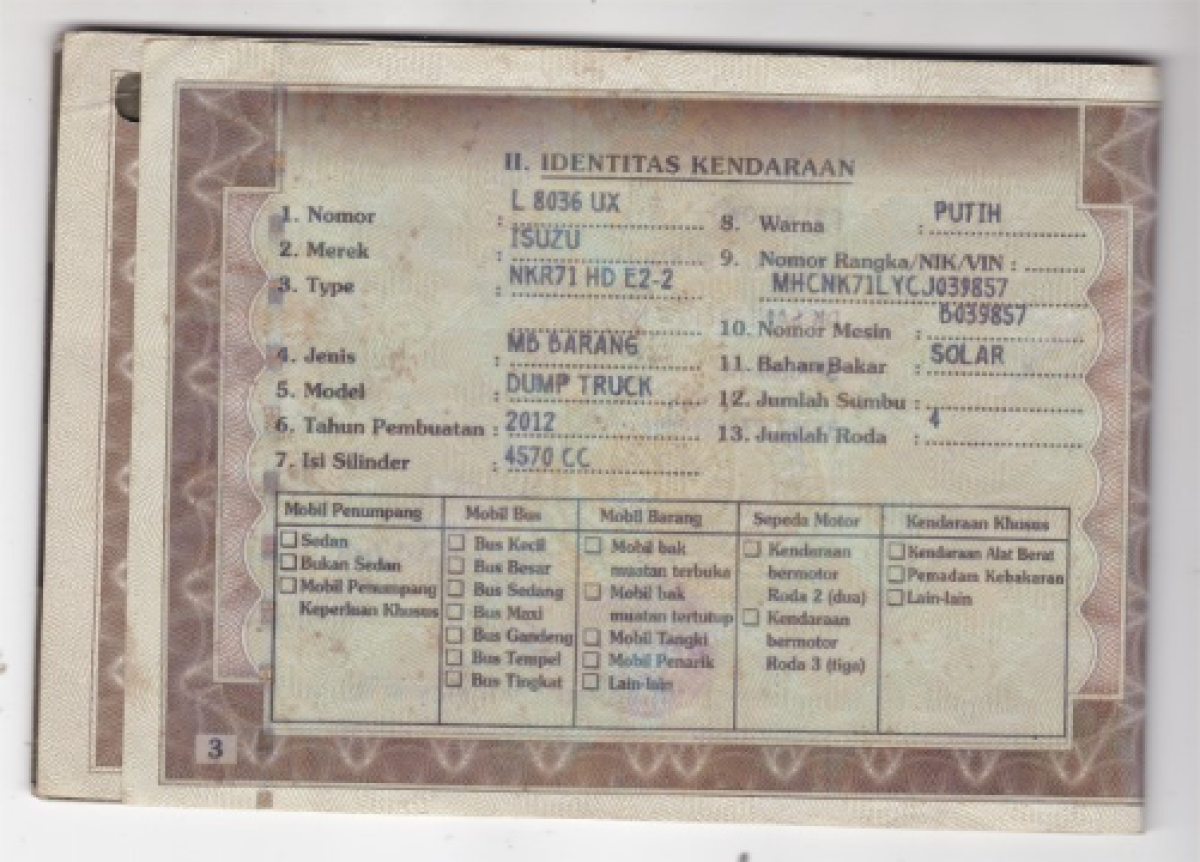 II. IDENTITAS KENDARAAN
1. Nomor : L 8036 UX
2. Merek : ISUZU
3. Type : NKR71 HD E2-2
4. Jenis : MB BARANG
5. Model : DUMP TRUCK
6. Tahun Pembuatan : 2012
7. Isi Silinder : 4570 CC
8. Warna : PUTIH
9. Nomor Rangka/NIK/VIN :
MHCNK71LYCJ039857
10. Nomor Mesin : B039857
11. Bahan Bakar : SOLAR
12. Jumlah Sumbu :
13. Jumlah Roda : 4
Mobil Penumpang
Sedan
Bukan Sedan
Mobil Penumpang
Keperluan Khusus
Mobil Bus
Bus Kecil
Bus Besar
Bus Sedang
Bus Maxi
Bus Gandeng
Bus Tempel
Bus Tingkat
Mobil Barang
Mobil bak
muatan terbuka
Mobil bak
muatan tertutup
Mobil Tangki
Mobil Penarik
Lain-lain
Sepeda Motor
Kendaraan
bermotor
Roda 2 (dua)
Kendaraan
bermotor
Roda 3 (tiga)
Kendaraan Khusus
Kendaraan Alat Berat
Pemadam Kebakaran
Lain-lain
3